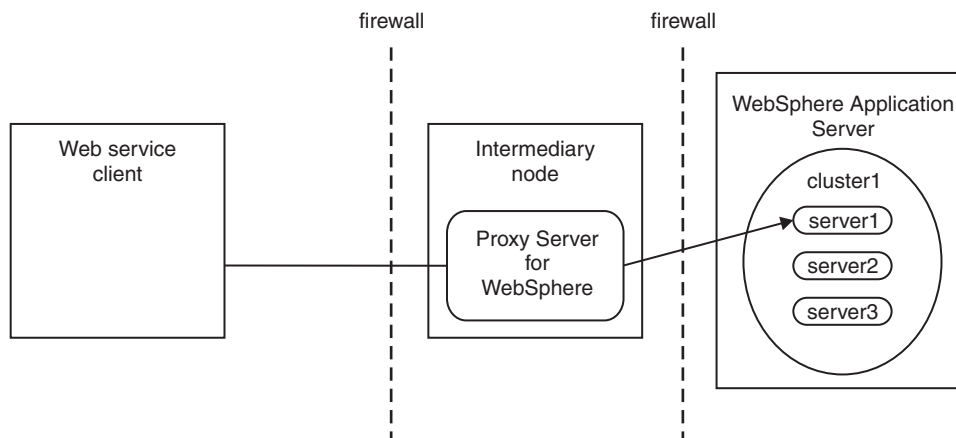 firewall
firewall
Web service
client
Intermediary
node
Proxy Server
for
WebSphere
WebSphere Application
Server
cluster1
server1
server2
server3